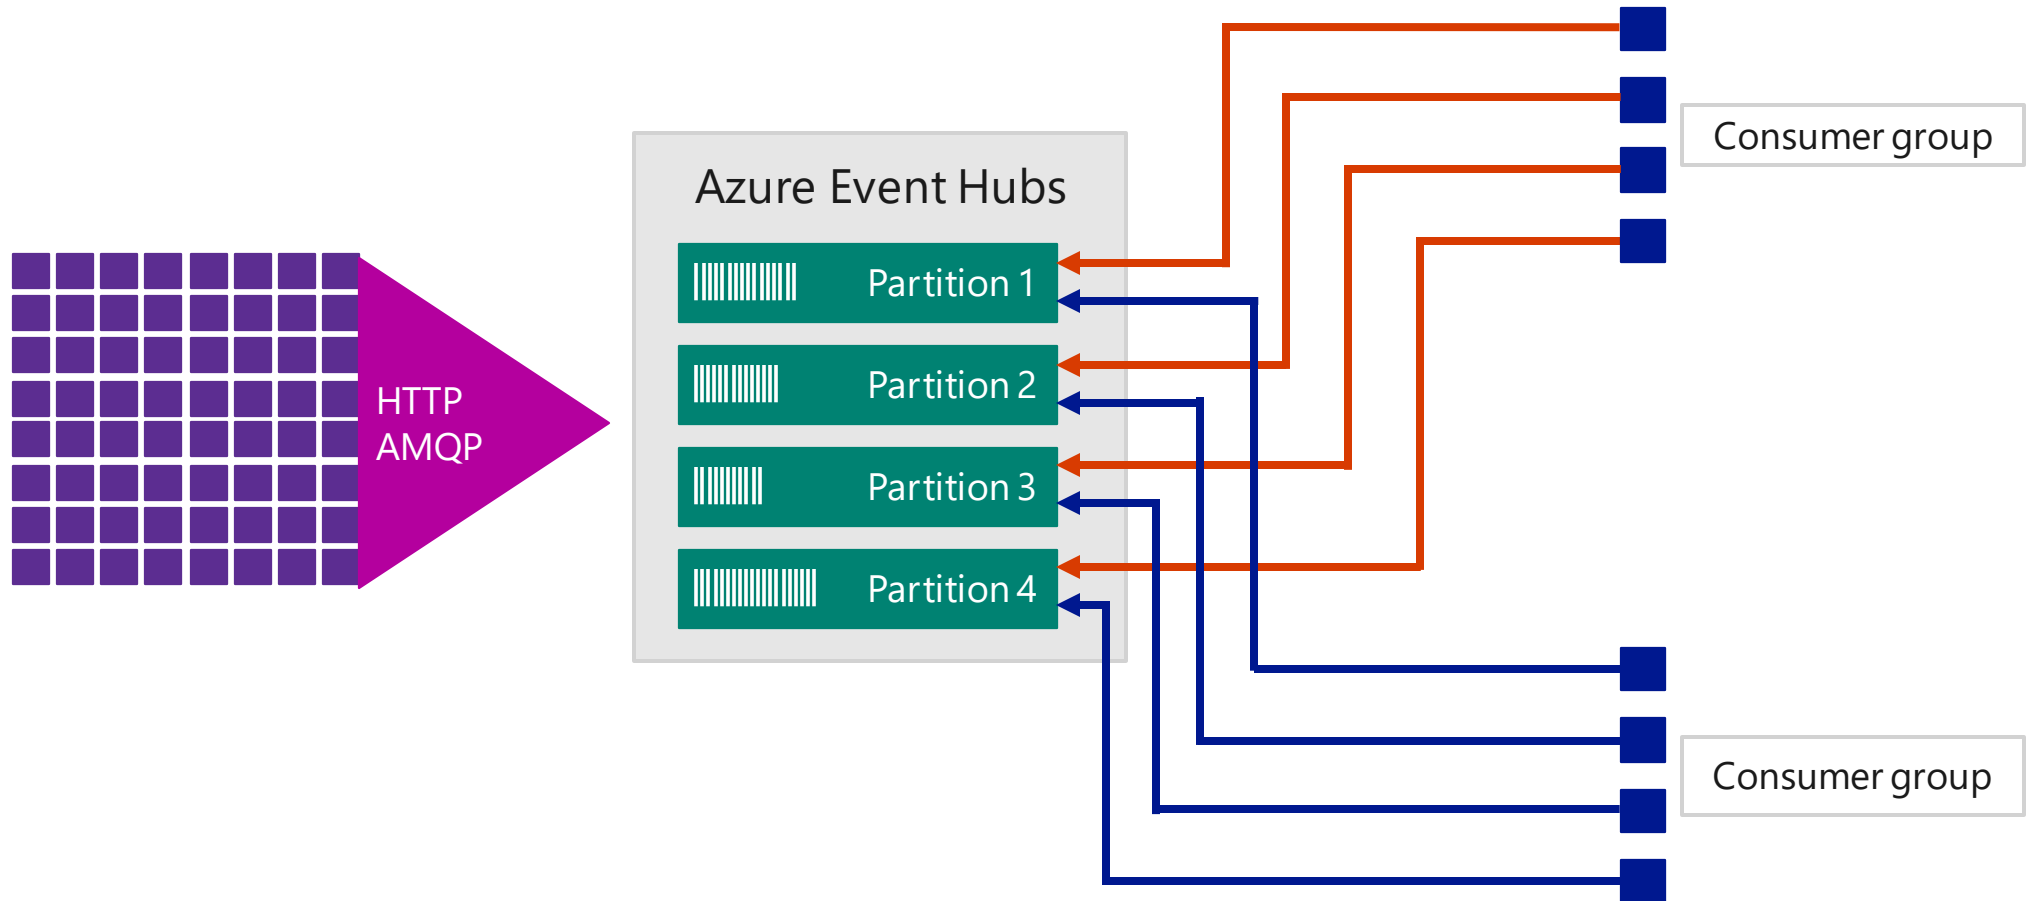 HTTP
AMQP
Azure Event Hubs
Partition 1
Partition 2
Partition 3
Partition 4
Consumer group
Consumer group